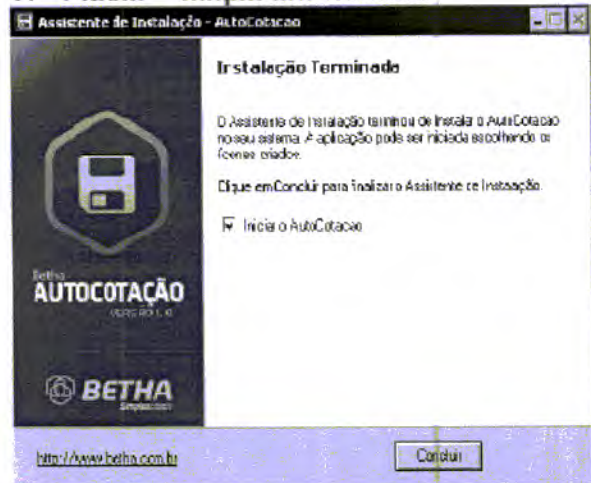 Assistente de Instalação - AutoCotacao
Instalação Terminada
O Assistente de Instalação terminou de instalar o AutoCotacao
no seu sistema. A aplicação pode ser iniciada escolhendo os
ícones criados.
Clique em Concluir para finalizar o Assistente de Instalação.
Iniciar o AutoCotacao
Betha
AUTOCOTAÇÃO
BETHA
http://www.betha.com.br
Concluir